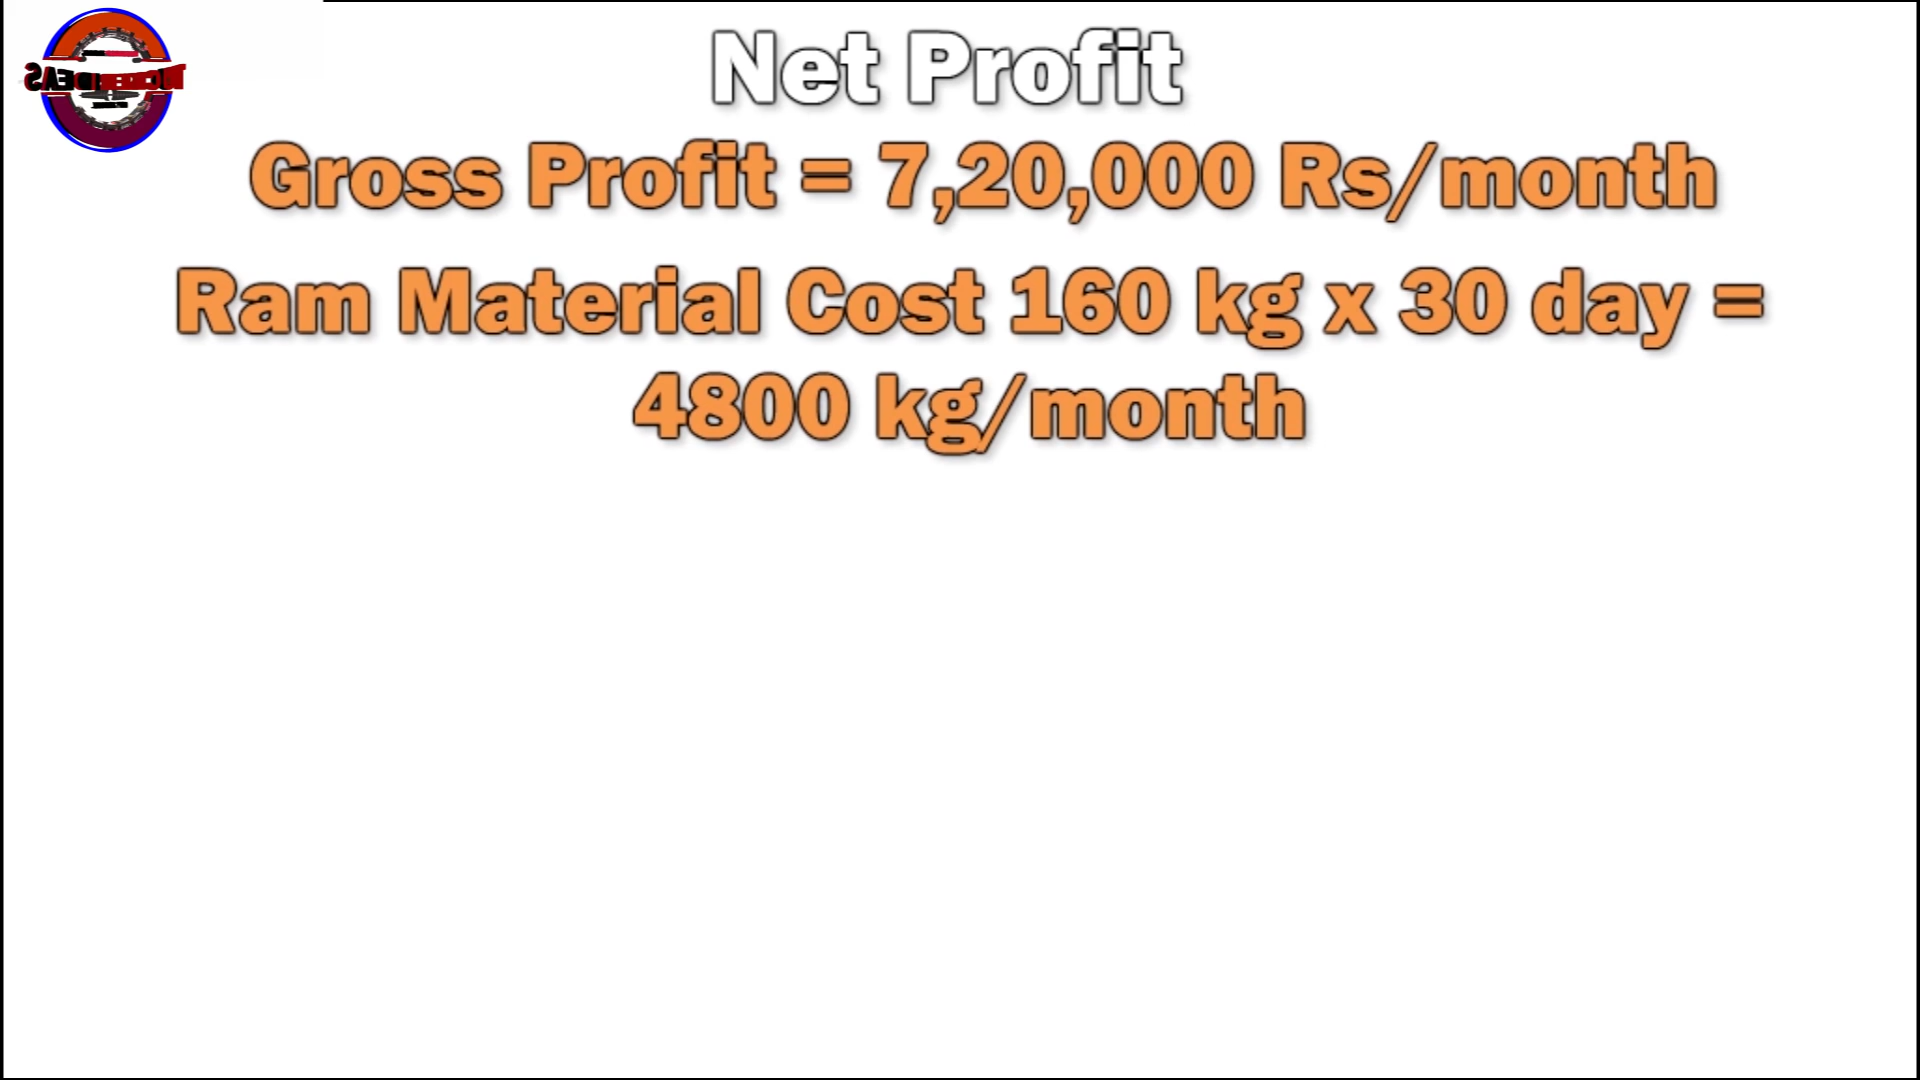 Net Profit
Gross Profit = 7,20,000 Rs/month
Ram Material Cost 160 kg x 30 day =
4800 kg/month
IDEAS